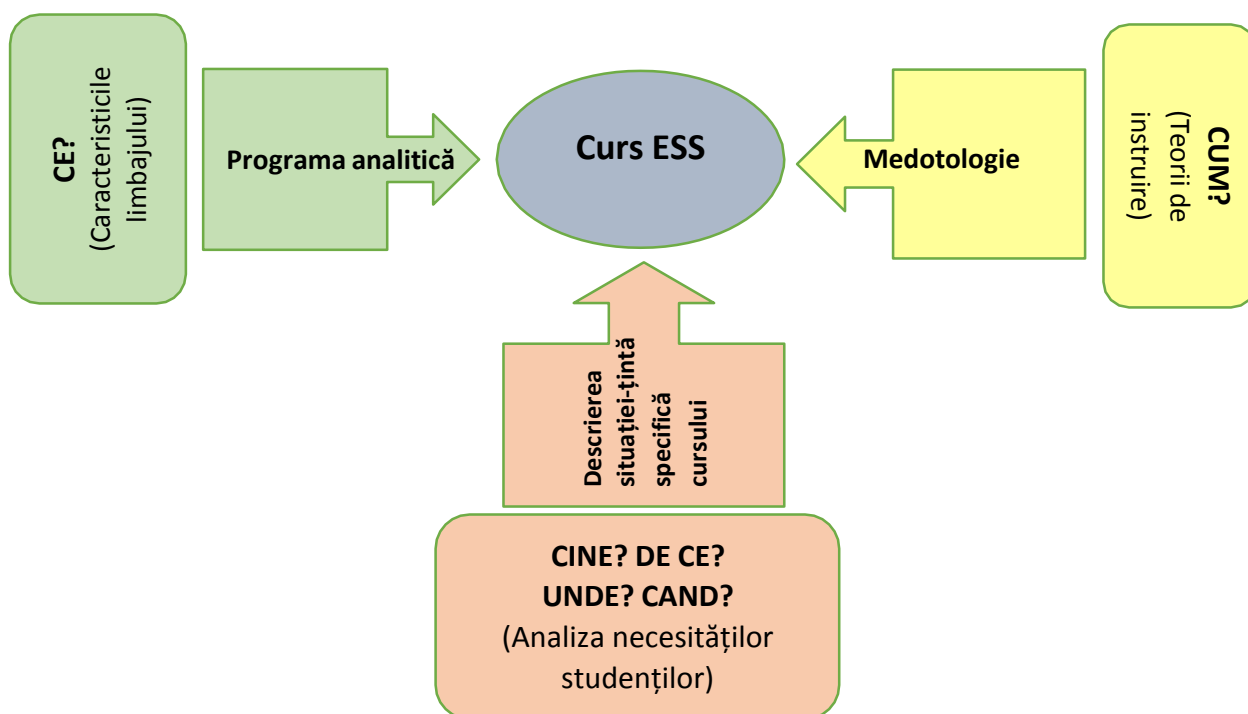 CE?
(Caracteristicile
limbajului)
Programa analitică
Curs ESS
Medotologie
CUM?
(Teorii de
instruire)
Descrierea
situației-țintă
specifică
cursului
CINE? DE CE?
UNDE? CAND?
(Analiza necesităților
studenților)